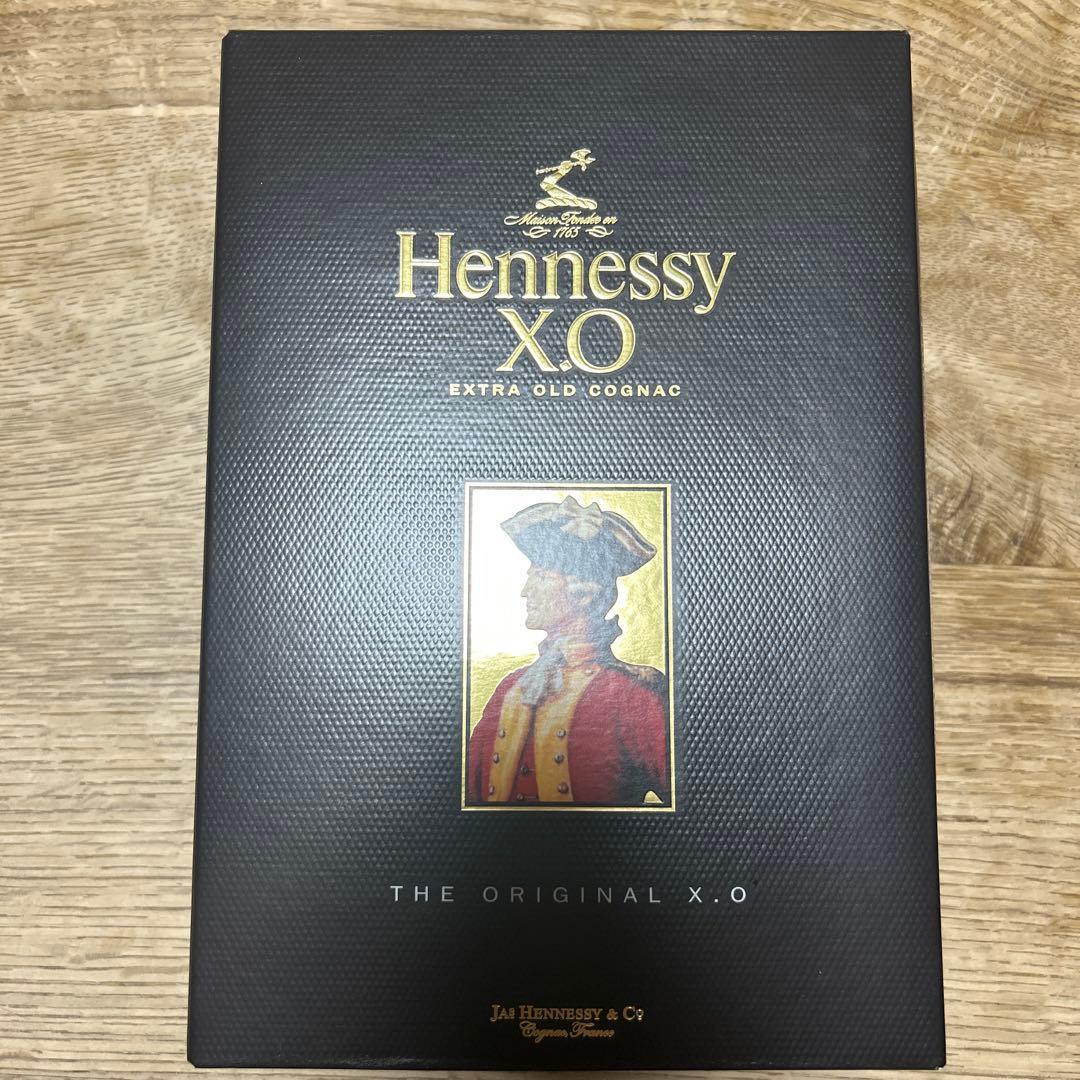 Maison Fondée en
1765
Hennessy
X.O
EXTRA OLD COGNAC
THE ORIGINAL X.O
JAS HENNESSY & CO
Cognac, France